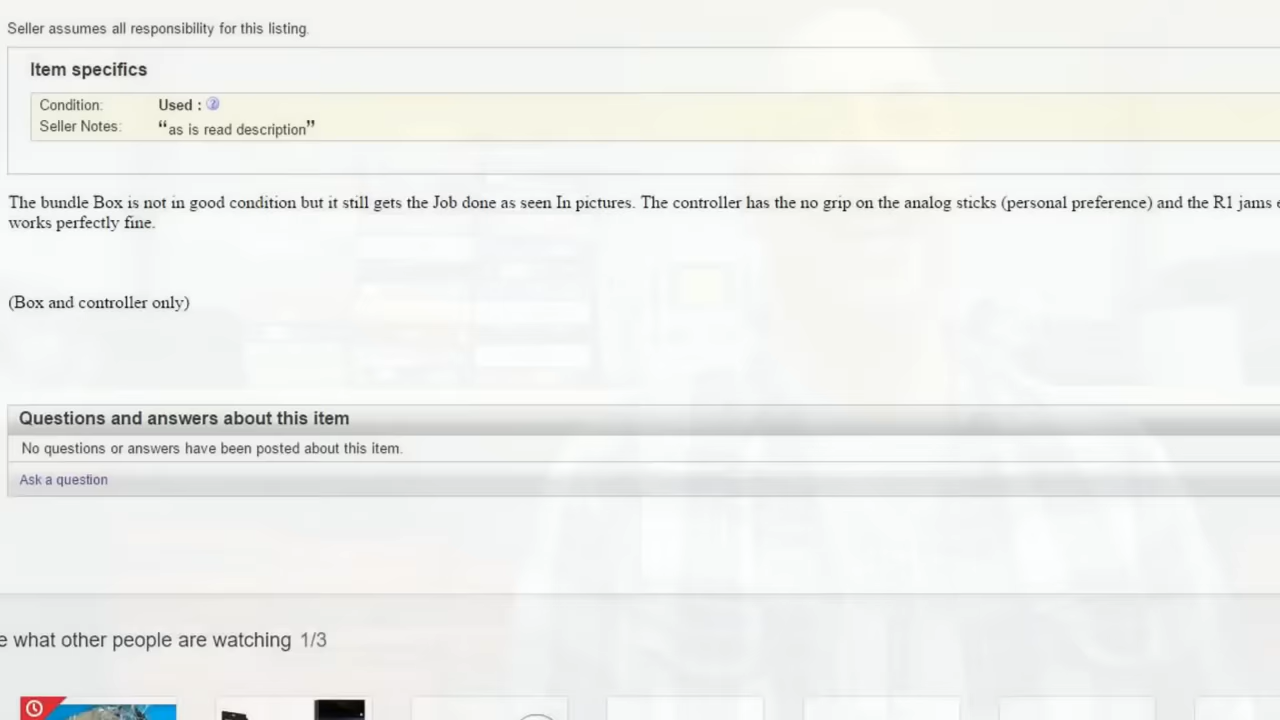 Seller assumes all responsibility for this listing.
Item specifics
Condition: Used :
Seller Notes: “as is read description”
The bundle Box is not in good condition but it still gets the Job done as seen In pictures. The controller has the no grip on the analog sticks (personal preference) and the R1 jams
works perfectly fine.
(Box and controller only)
Questions and answers about this item
No questions or answers have been posted about this item.
Ask a question
e what other people are watching 1/3